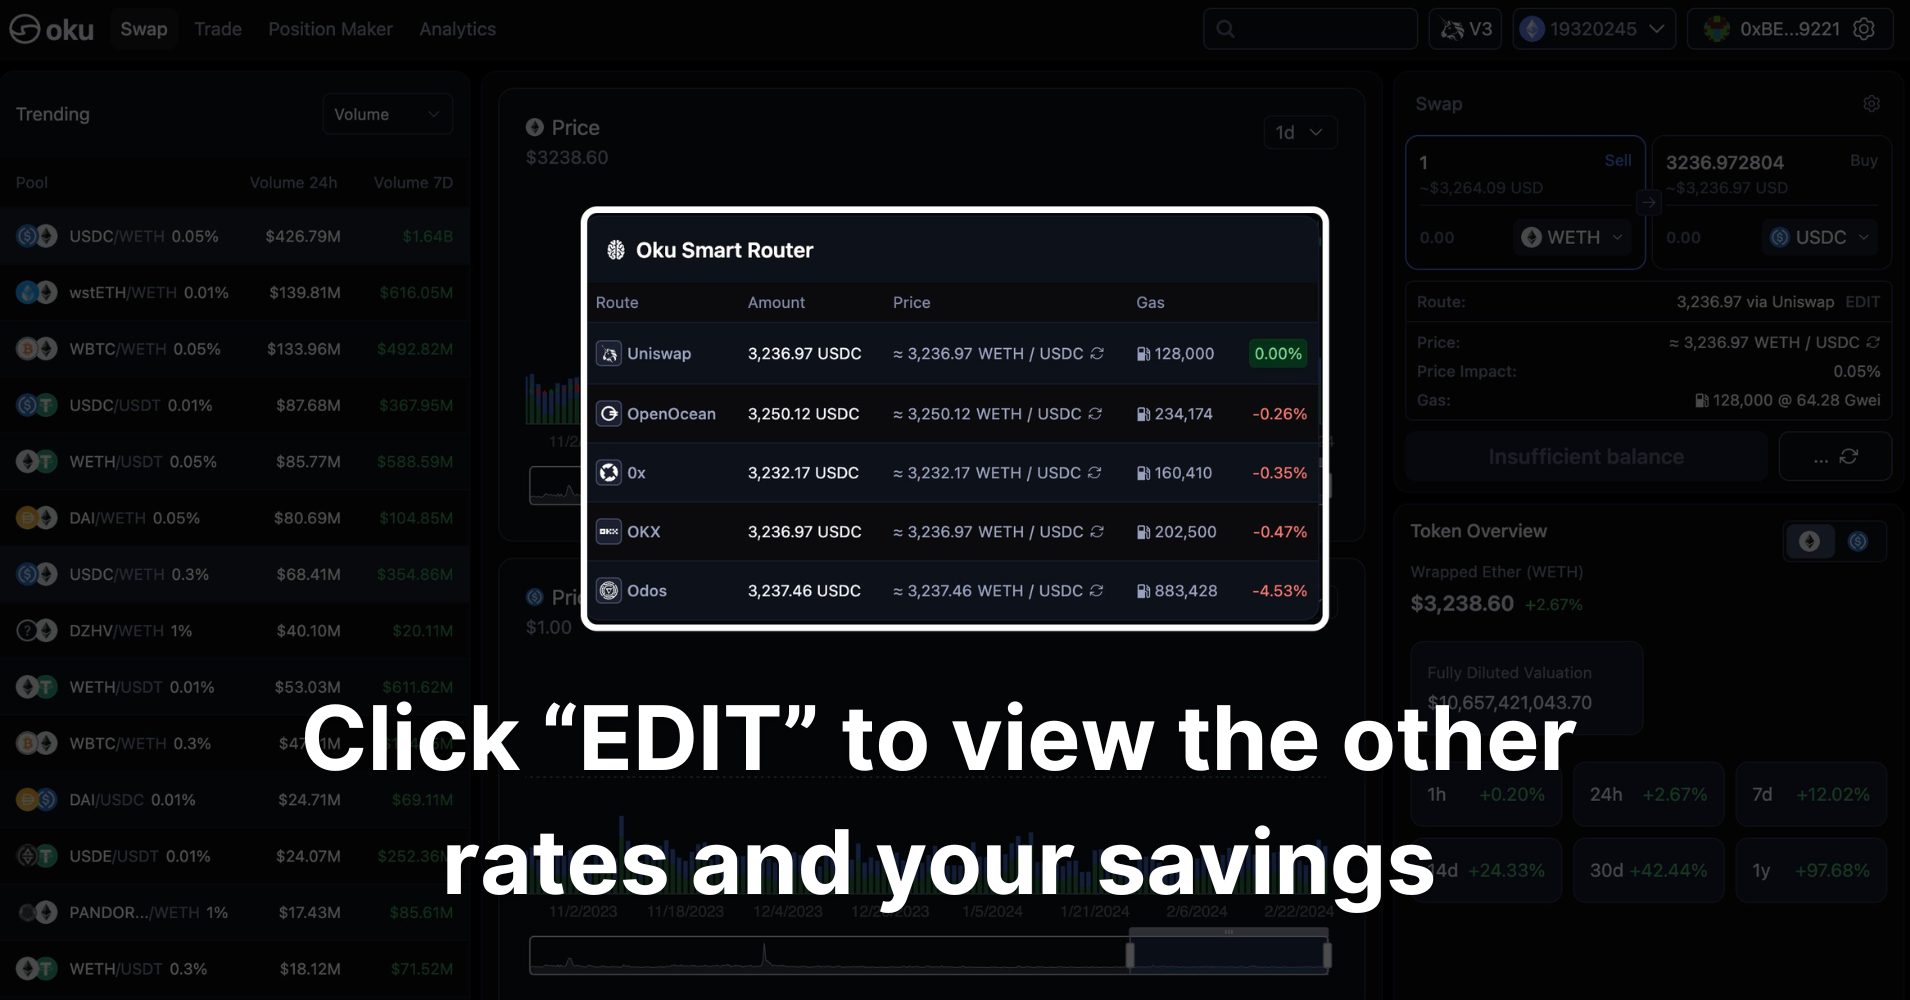 oku Swap Trade Position Maker Analytics V3 19320245 0xBE...9221
Trending Volume
Pool Volume 24h Volume 7D
USDC/WETH 0.05% $426.79M $1.64B
wstETH/WETH 0.01% $139.81M $616.05M
WBTC/WETH 0.05% $133.96M $492.82M
USDC/USDT 0.01% $87.68M $367.95M
WETH/USDT 0.05% $85.77M $588.59M
DAI/WETH 0.05% $80.69M $104.85M
USDC/WETH 0.3% $68.41M $354.86M
DZHV/WETH 1% $40.10M $20.11M
WETH/USDT 0.01% $53.03M $611.62M
WBTC/WETH 0.3%
DAI/USDC 0.01% $24.71M $69.11M
USDE/USDT 0.01% $24.07M $252.36M
PANDOR.../WETH 1% $17.43M $85.61M
WETH/USDT 0.3% $18.12M $71.52M
Price 1d
$3238.60
Oku Smart Router
Route Amount Price Gas
Uniswap 3,236.97 USDC ≈ 3,236.97 WETH / USDC 128,000 0.00%
OpenOcean 3,250.12 USDC ≈ 3,250.12 WETH / USDC 234,174 -0.26%
0x 3,232.17 USDC ≈ 3,232.17 WETH / USDC 160,410 -0.35%
OKX 3,236.97 USDC ≈ 3,236.97 WETH / USDC 202,500 -0.47%
Odos 3,237.46 USDC ≈ 3,237.46 WETH / USDC 883,428 -4.53%
$1.00
Click “EDIT” to view the other
rates and your savings
11/2/2023 11/18/2023 12/4/2023 1/5/2024 1/21/2024 2/6/2024 2/22/2024
Swap
1 Sell 3236.972804 Buy
~$3,264.09 USD ~$3,236.97 USD
0.00 WETH 0.00 USDC
Route: 3,236.97 via Uniswap EDIT
Price: ≈ 3,236.97 WETH / USDC
Price Impact: 0.05%
Gas: 128,000 @ 64.28 Gwei
Insufficient balance ...
Token Overview
Wrapped Ether (WETH)
$3,238.60 +2.67%
Fully Diluted Valuation
$10,657,421,043.70
1h +0.20% 24h +2.67% 7d +12.02%
14d +24.33% 30d +42.44% 1y +97.68%